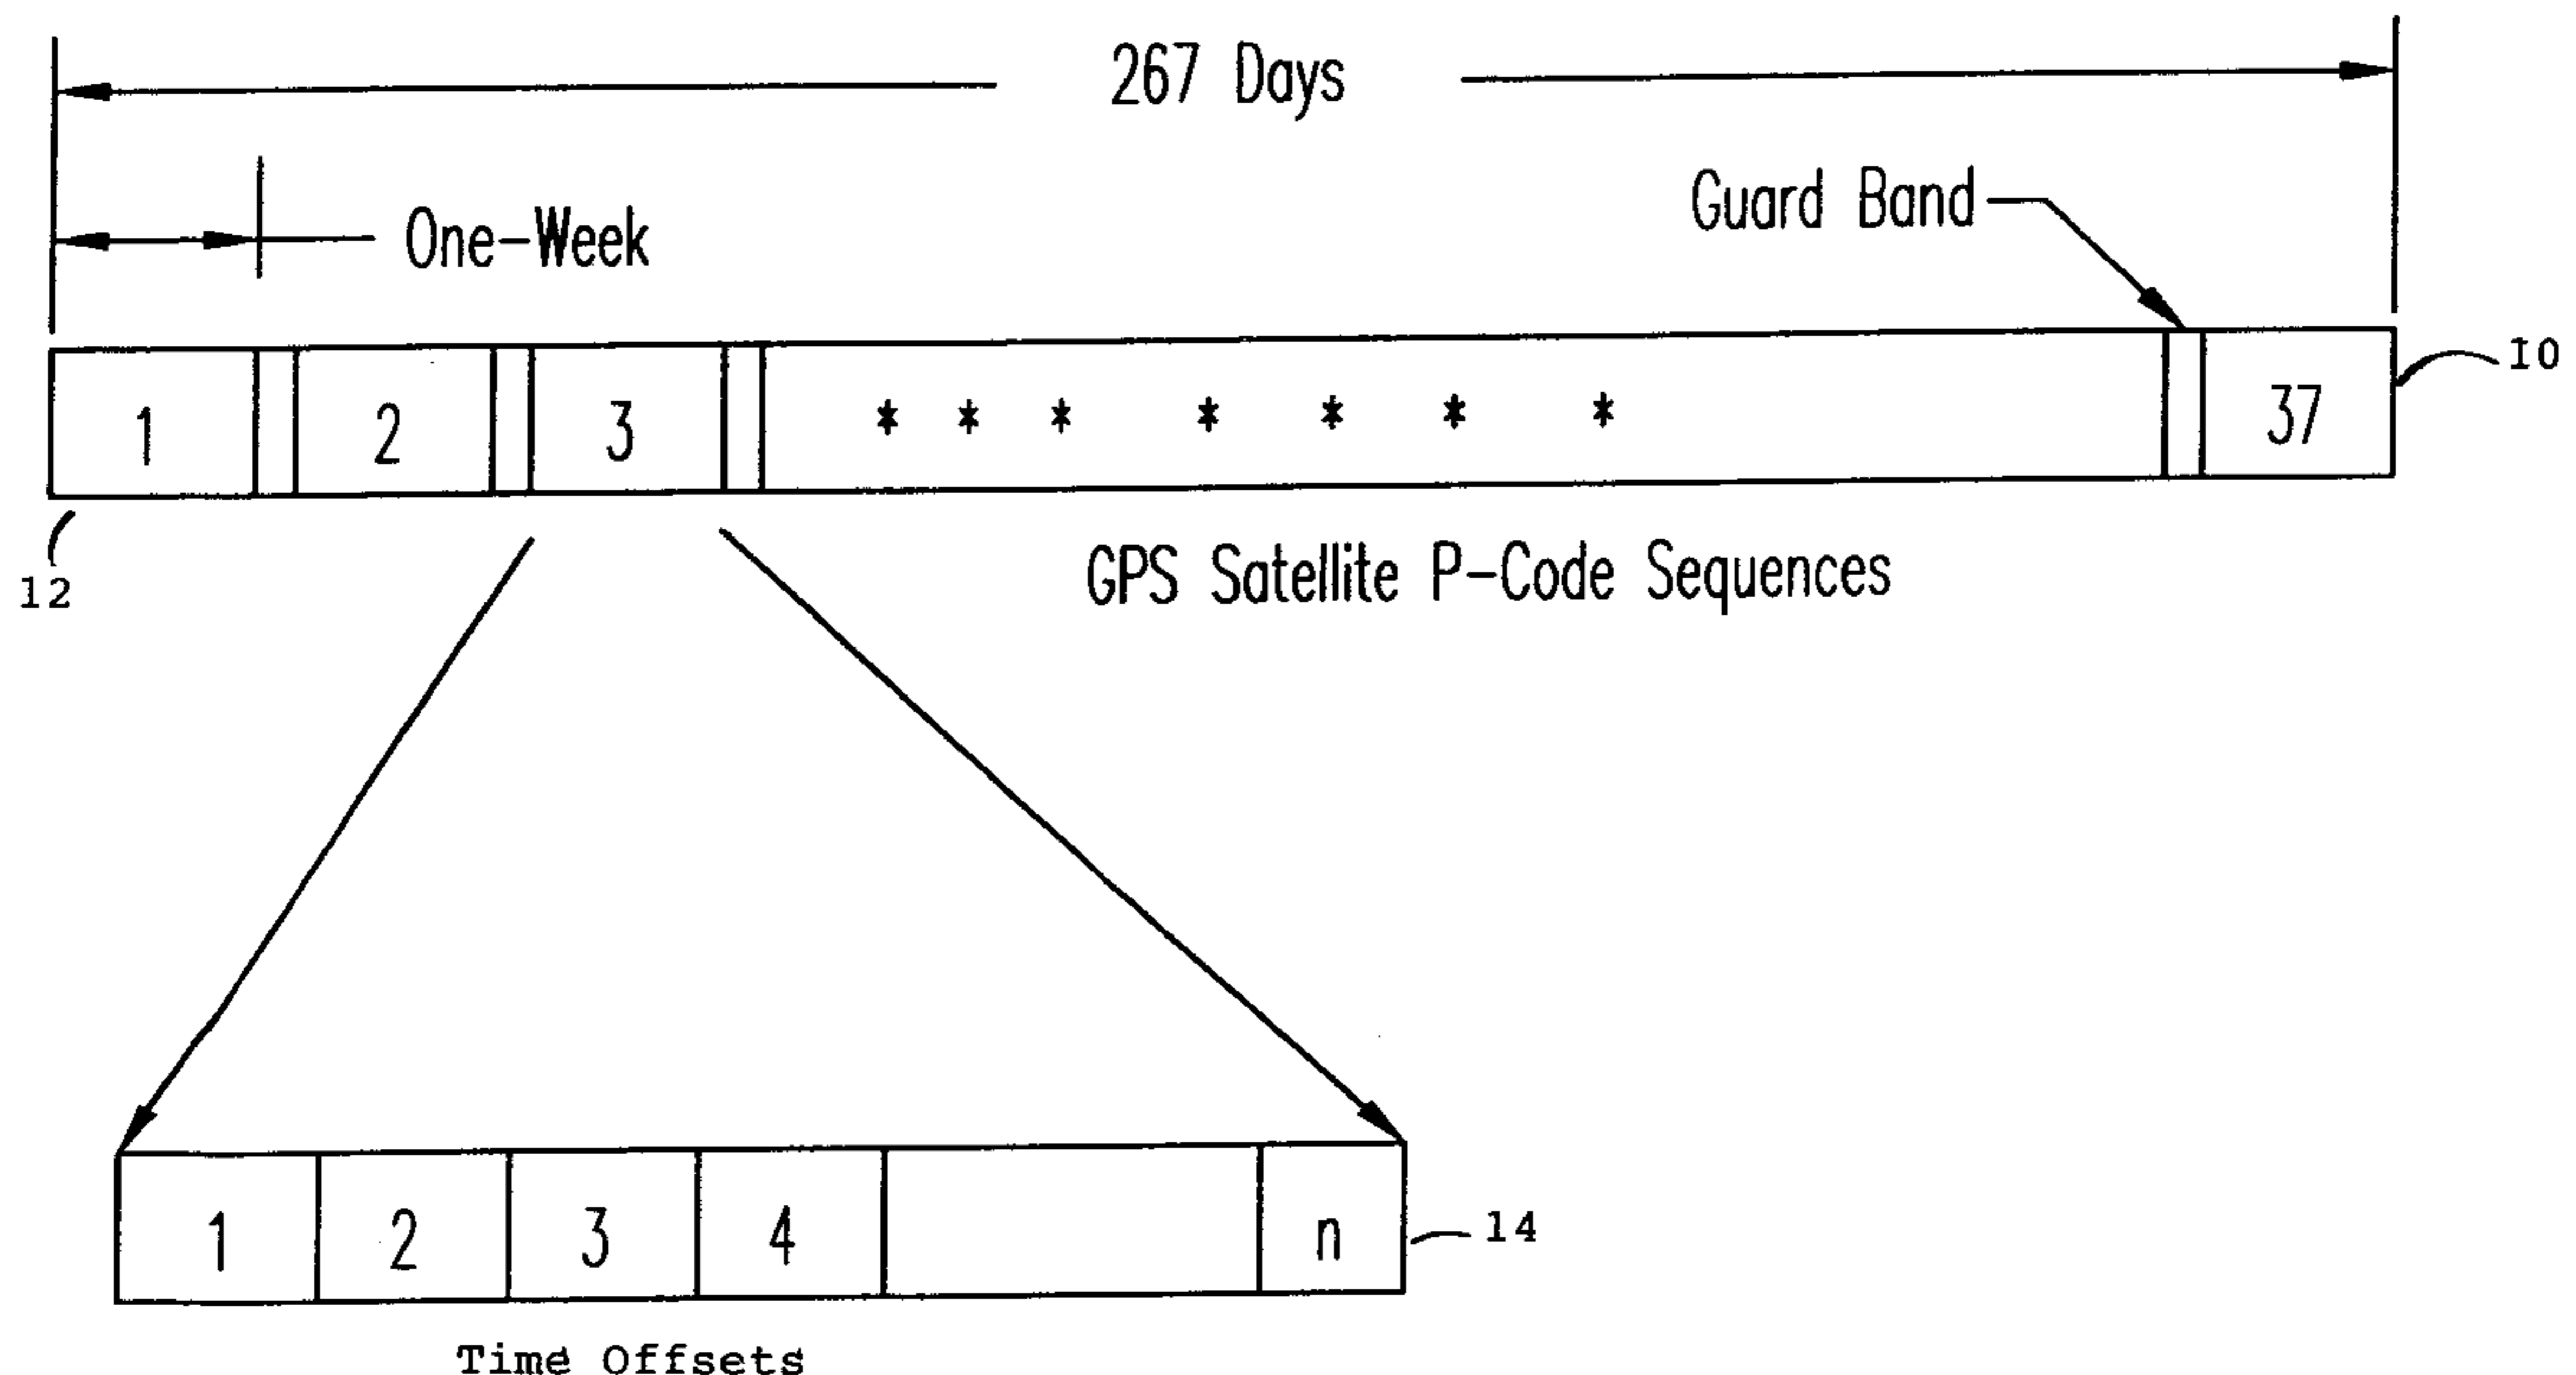 267 Days
One-Week
Guard Band
10
1 2 3 * * * * * * * 37
12
GPS Satellite P-Code Sequences
1 2 3 4 n
14
Time Offsets